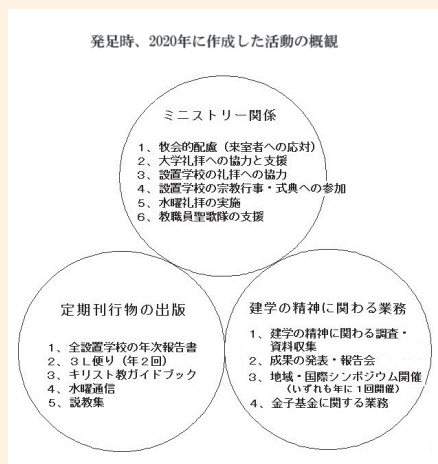 発足時、2020年に作成した活動の概観
ミニストリー関係
1、牧会的配慮（来室者への応対）
2、大学礼拝への協力と支援
3、設置学校の礼拝への協力
4、設置学校の宗教行事・式典への参加
5、水曜礼拝の実施
6、教職員聖歌隊の支援
定期刊行物の出版
1、全設置学校の年次報告書
2、３L便り（年２回）
3、キリスト教ガイドブック
4、水曜通信
5、説教集
建学の精神に関わる業務
1、建学の精神に関わる調査・
資料収集
2、成果の発表・報告会
3、地域・国際シンポジウム開催
（いずれも年に１回開催）
4、金子基金に関する業務